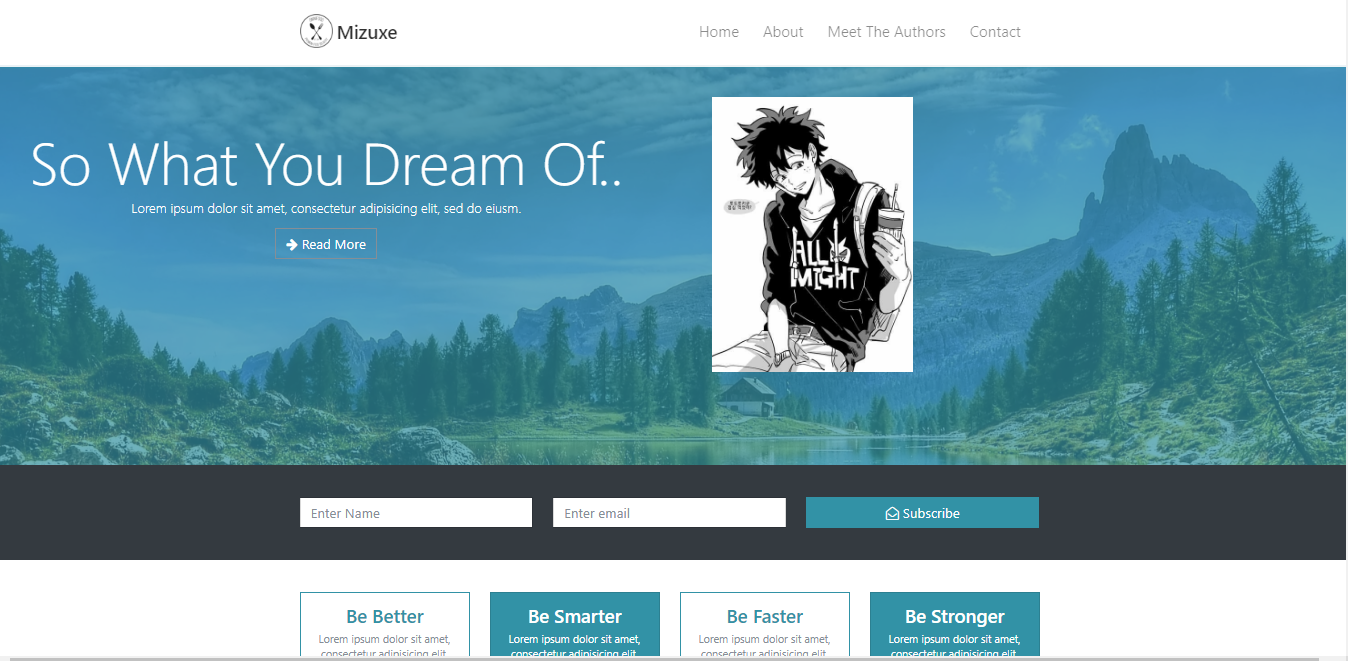 Mizuxe
Home About Meet The Authors Contact
So What You Dream Of..
Lorem ipsum dolor sit amet, consectetur adipisicing elit, sed do eiusm.
Read More
ALL
MIGHT
Enter Name
Enter email
Subscribe
Be Better
Lorem ipsum dolor sit amet,
consectetur adipisicing elit,
Be Smarter
Lorem ipsum dolor sit amet,
consectetur adipisicing elit,
Be Faster
Lorem ipsum dolor sit amet,
consectetur adipisicing elit,
Be Stronger
Lorem ipsum dolor sit amet,
consectetur adipisicing elit,